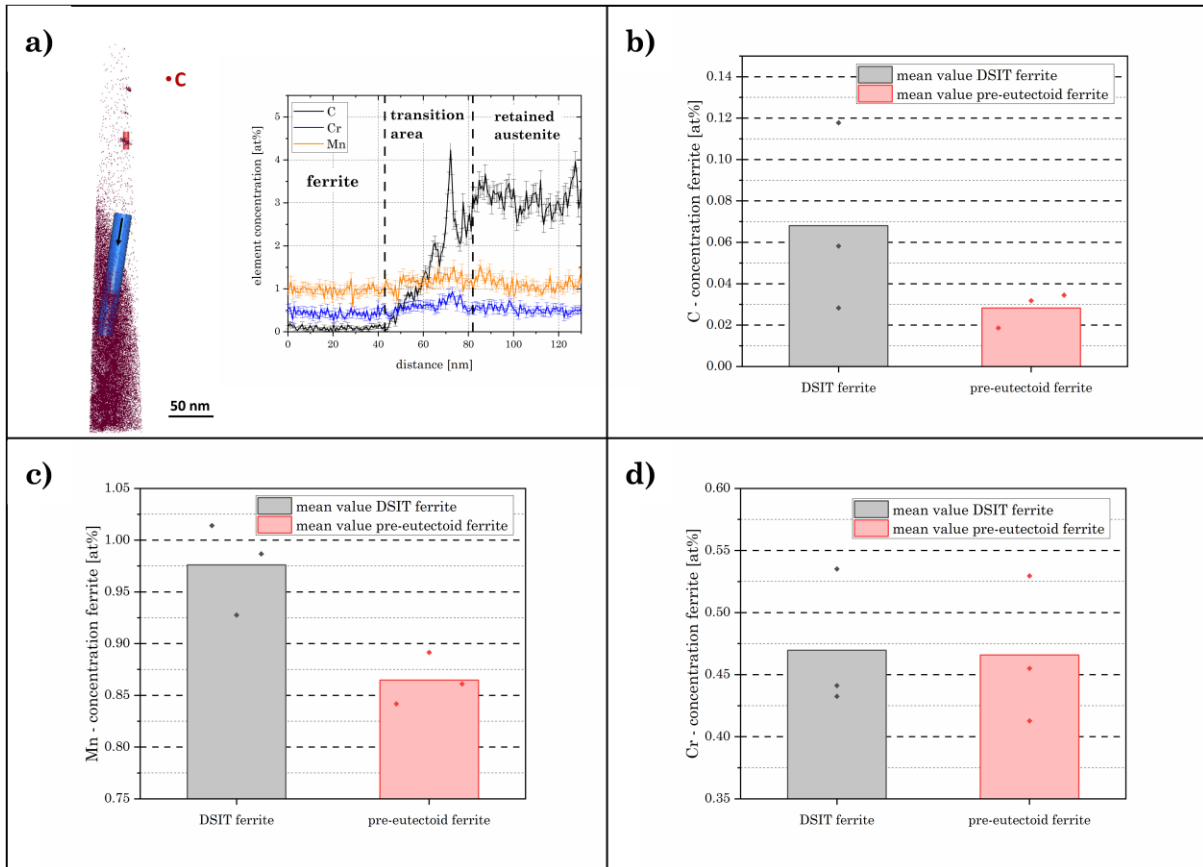 a)
• C
50 nm
element concentration [at%]
5
4
3
2
1
0
C
Cr
Mn
ferrite
transition
area
retained
austenite
0 20 40 60 80 100 120
distance [nm]
b)
C - concentration ferrite [at%]
0.14
0.12
0.10
0.08
0.06
0.04
0.02
0.00
mean value DSIT ferrite
mean value pre-eutectoid ferrite
DSIT ferrite pre-eutectoid ferrite
c)
Mn - concentration ferrite [at%]
1.05
1.00
0.95
0.90
0.85
0.80
0.75
mean value DSIT ferrite
mean value pre-eutectoid ferrite
DSIT ferrite pre-eutectoid ferrite
d)
Cr - concentration ferrite [at%]
0.60
0.55
0.50
0.45
0.40
0.35
mean value DSIT ferrite
mean value pre-eutectoid ferrite
DSIT ferrite pre-eutectoid ferrite